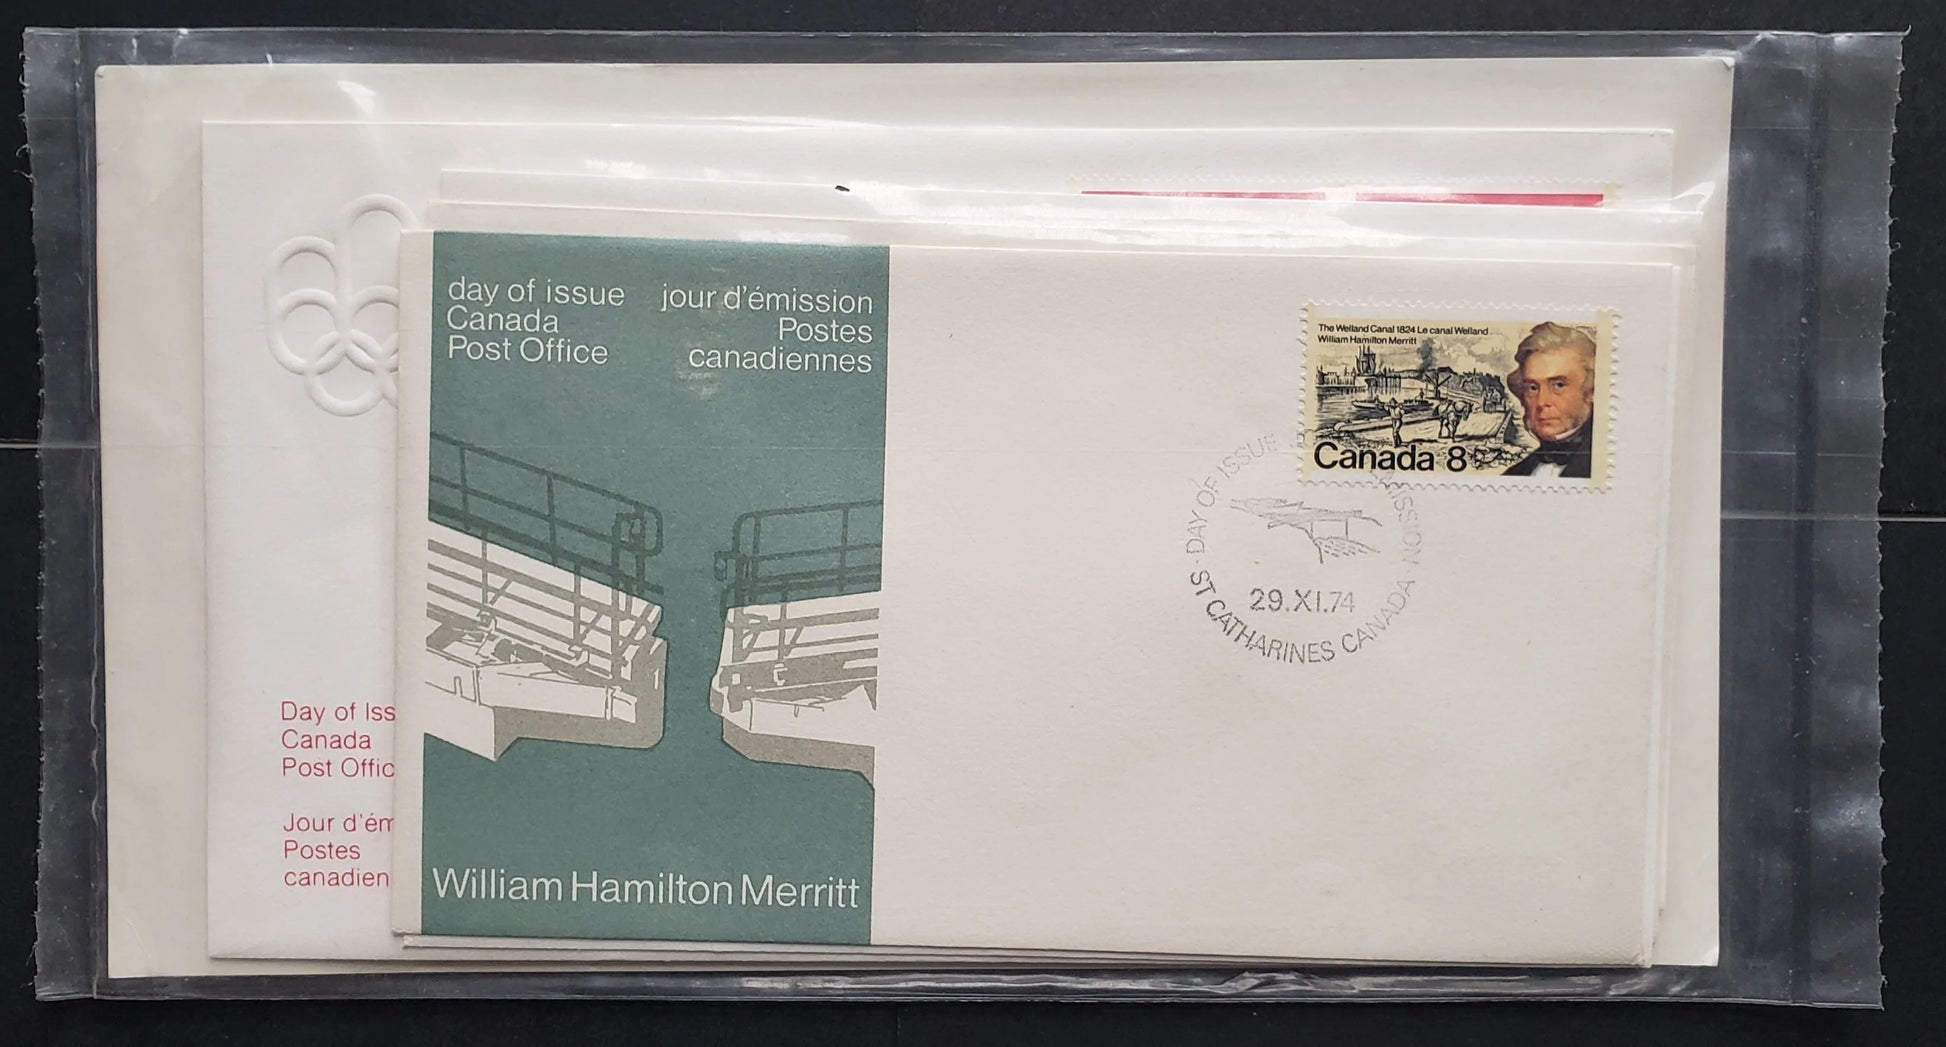 day of issue
Canada
Post Office
jour d'émission
Postes
canadiennes
The Welland Canal 1824 Le canal Welland
William Hamilton Merritt
Canada 8
DAY OF ISSUE
ST CATHARINES CANADA
29.XI.74
William Hamilton Merritt
Day of Iss
Canada
Post Offic
Jour d'ém
Postes
canadien